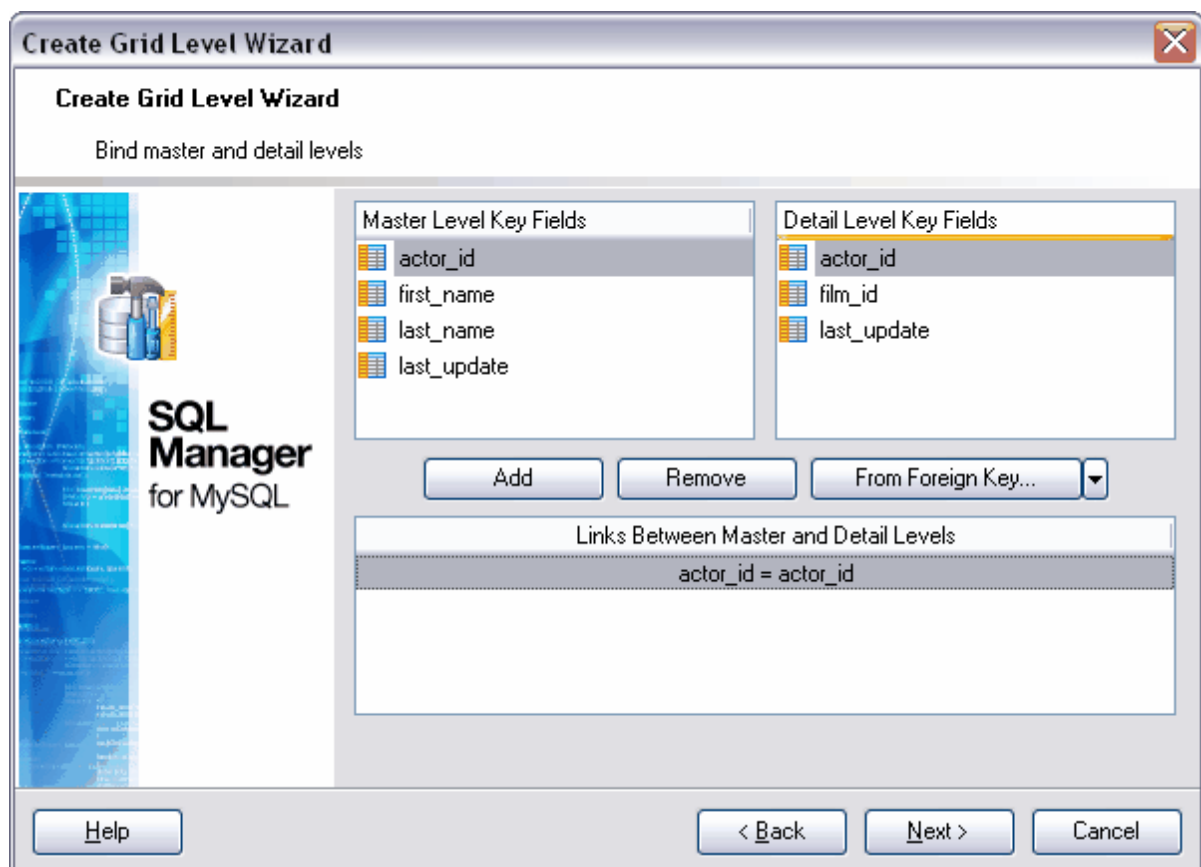 Create Grid Level Wizard
Create Grid Level Wizard
Bind master and detail levels
SQL
Manager
for MySQL
Master Level Key Fields
actor_id
first_name
last_name
last_update
Detail Level Key Fields
actor_id
film_id
last_update
Add Remove From Foreign Key...
Links Between Master and Detail Levels
actor_id = actor_id
Help < Back Next > Cancel